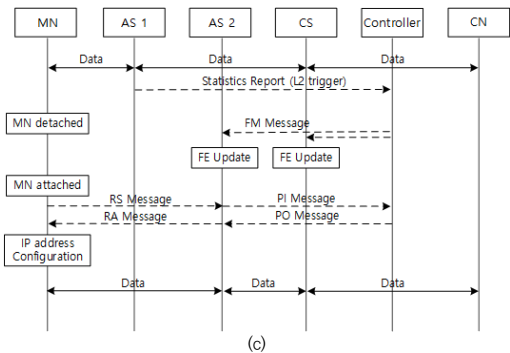 MN AS 1 AS 2 CS Controller CN
Data Data Data
Statistics Report (L2 trigger)
MN detached
FM Message
FE Update FE Update
MN attached
RS Message PI Message
RA Message PO Message
IP address
Configuration
Data Data Data
(c)